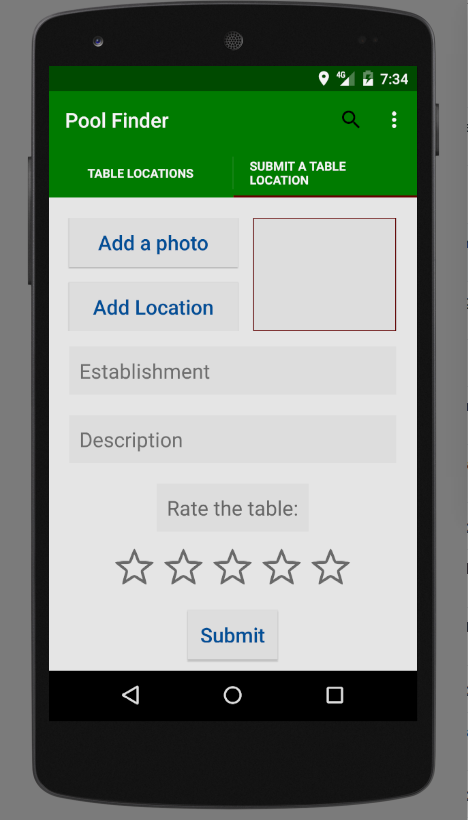 4G 7:34
Pool Finder
TABLE LOCATIONS
SUBMIT A TABLE
LOCATION
Add a photo
Add Location
Establishment
Description
Rate the table:
Submit